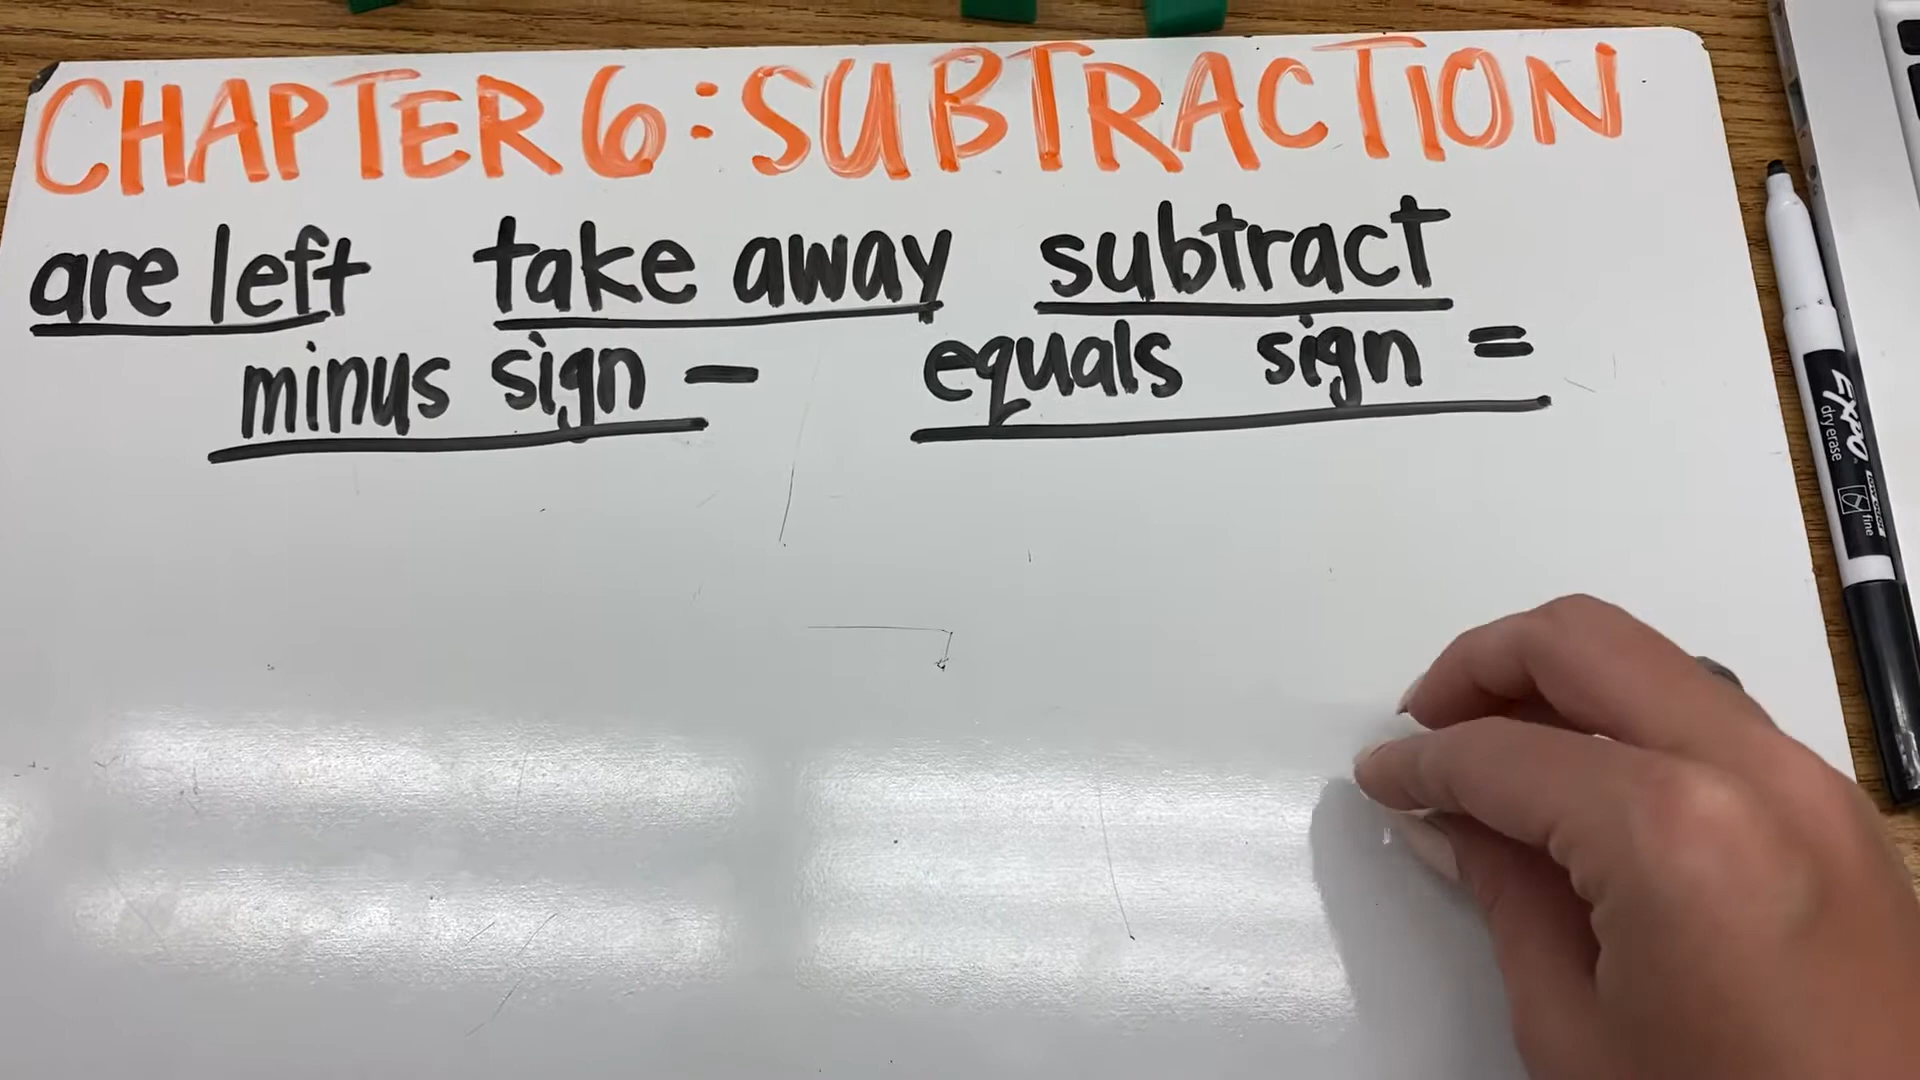 CHAPTER 6: SUBTRACTION
are left take away subtract
minus sign − equals sign =
EXPO
dry erase
fine